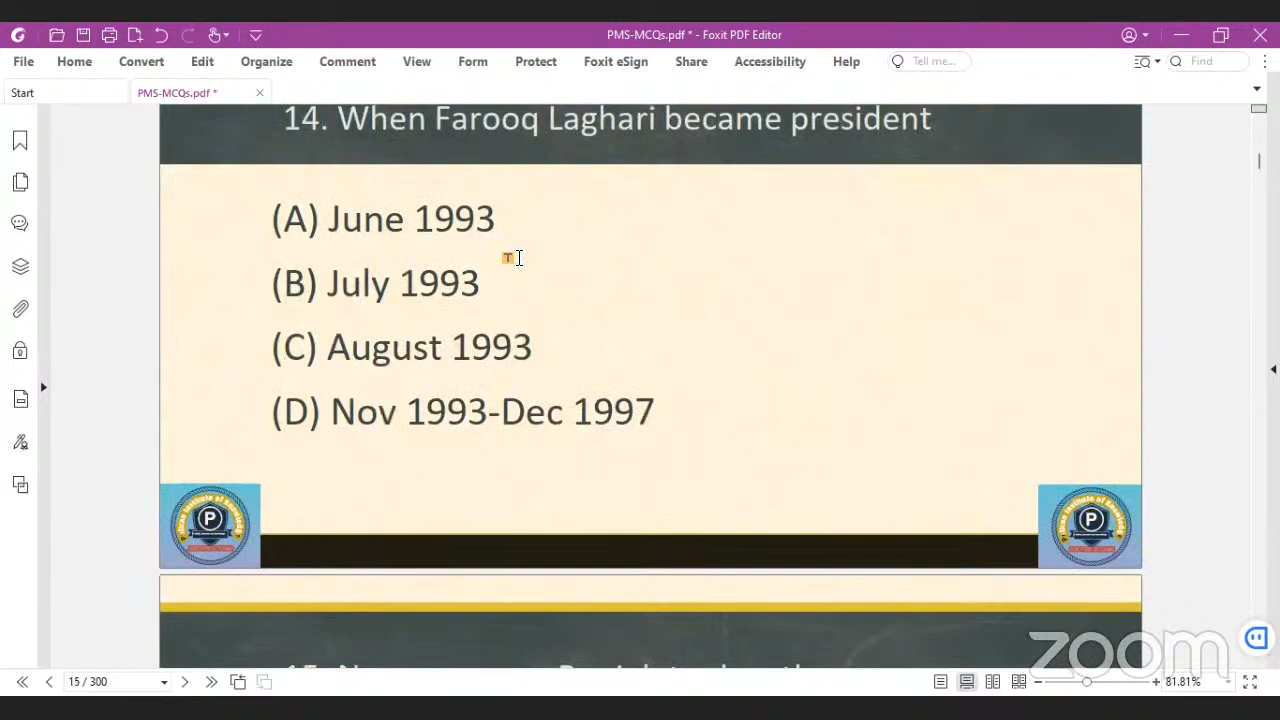 PMS-MCQs.pdf * - Foxit PDF Editor
File Home Convert Edit Organize Comment View Form Protect Foxit eSign Share Accessibility Help Tell me... Find
Start PMS-MCQs.pdf *
14. When Farooq Laghari became president
(A) June 1993
T
(B) July 1993
(C) August 1993
(D) Nov 1993-Dec 1997
P
P
zoom
15 / 300 81.81%